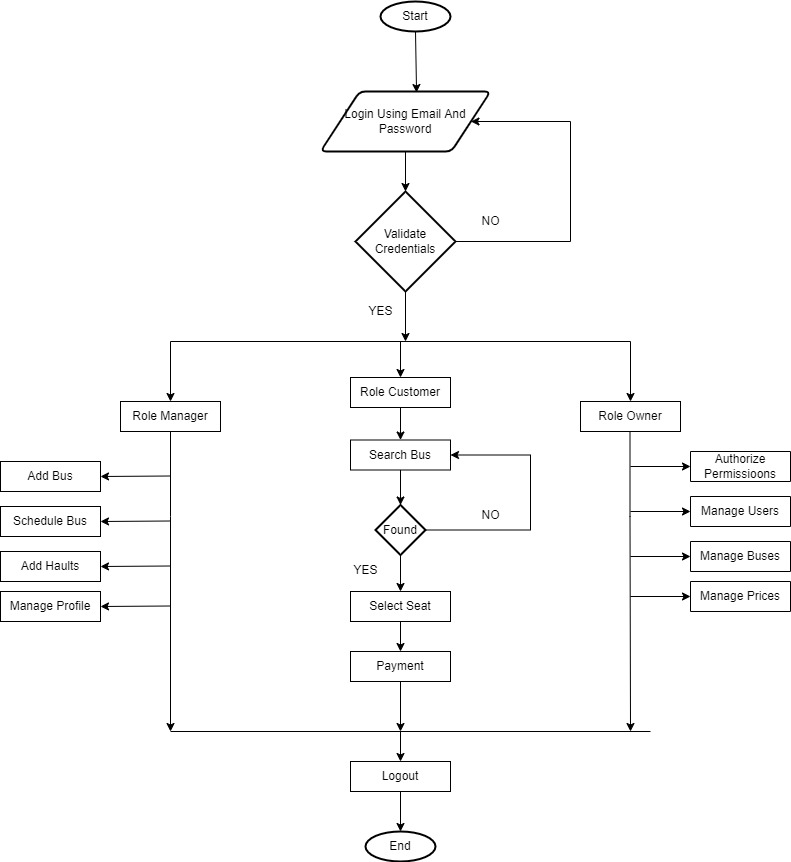 Start
Login Using Email And
Password
Validate
Credentials
NO
YES
Role Manager
Role Customer
Role Owner
Search Bus
Add Bus
Schedule Bus
Add Haults
Manage Profile
Found
NO
YES
Select Seat
Payment
Authorize
Permissioons
Manage Users
Manage Buses
Manage Prices
Logout
End